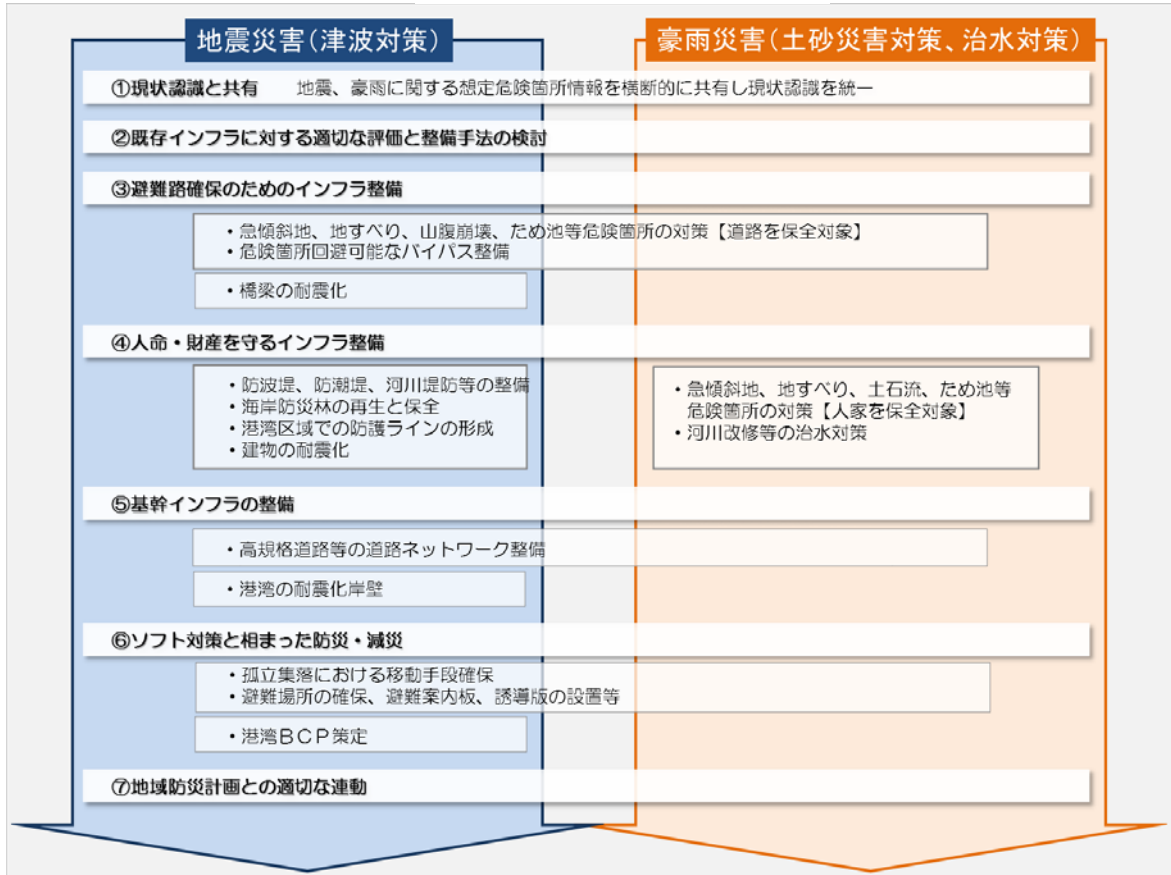 地震災害(津波対策)
豪雨災害(土砂災害対策、治水対策)
①現状認識と共有 地震、豪雨に関する想定危険箇所情報を横断的に共有し現状認識を統一
②既存インフラに対する適切な評価と整備手法の検討
③避難路確保のためのインフラ整備
・急傾斜地、地すべり、山腹崩壊、ため池等危険箇所の対策【道路を保全対象】
・危険箇所回避可能なバイパス整備
・橋梁の耐震化
④人命・財産を守るインフラ整備
・防波堤、防潮堤、河川堤防等の整備
・海岸防災林の再生と保全
・港湾区域での防護ラインの形成
・建物の耐震化
・急傾斜地、地すべり、土石流、ため池等
危険箇所の対策【人家を保全対象】
・河川改修等の治水対策
⑤基幹インフラの整備
・高規格道路等の道路ネットワーク整備
・港湾の耐震化岸壁
⑥ソフト対策と相まった防災・減災
・孤立集落における移動手段確保
・避難場所の確保、避難案内板、誘導版の設置等
・港湾BCP策定
⑦地域防災計画との適切な連動